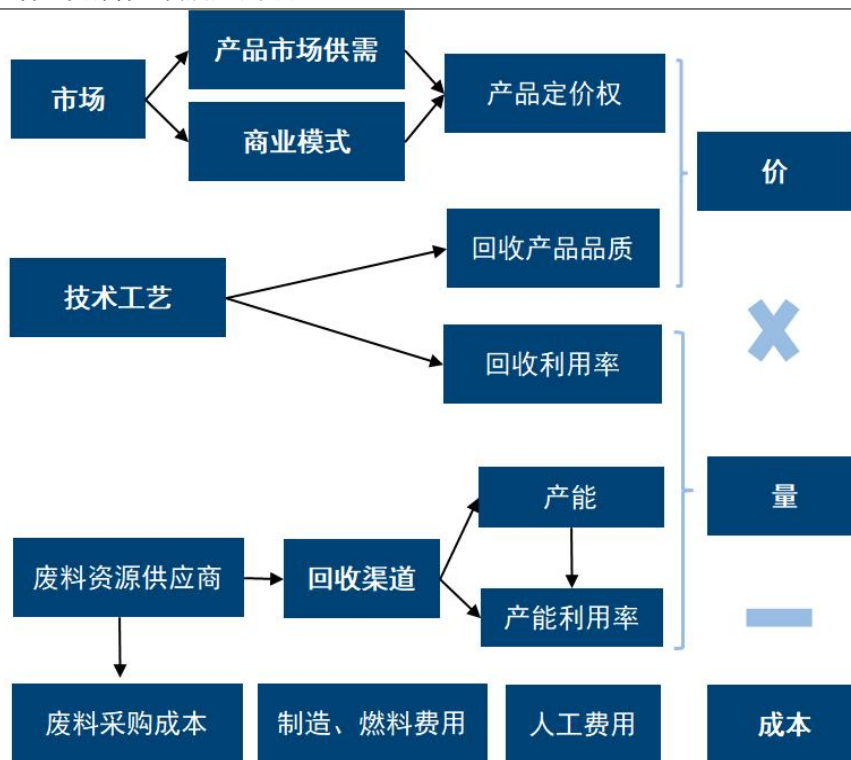 产品市场供需
市场
产品定价权
商业模式
价
回收产品品质
技术工艺
回收利用率
产能
量
废料资源供应商
回收渠道
产能利用率
废料采购成本
制造、燃料费用
人工费用
成本